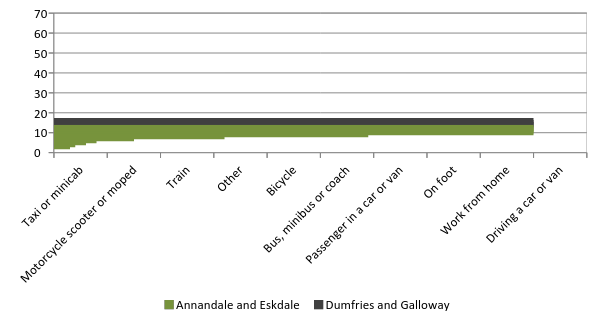 70
60
50
40
30
20
10
0
Taxi or minicab
Motorcycle scooter or moped
Train
Other
Bicycle
Bus, minibus or coach
Passenger in a car or van
On foot
Work from home
Driving a car or van
Annandale and Eskdale Dumfries and Galloway